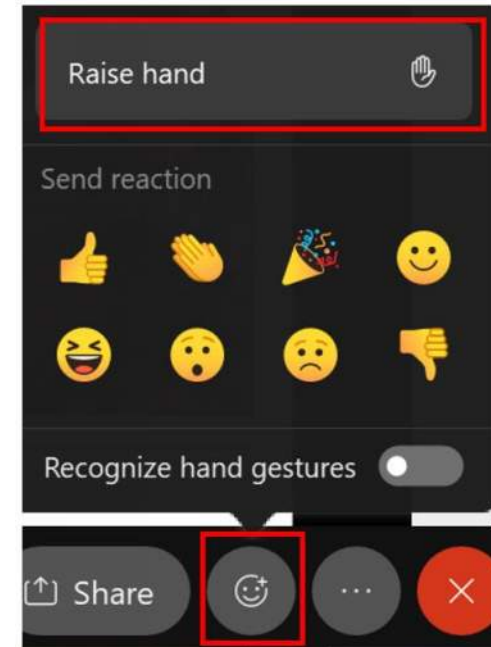 Raise hand
Send reaction
Recognize hand gestures
Share